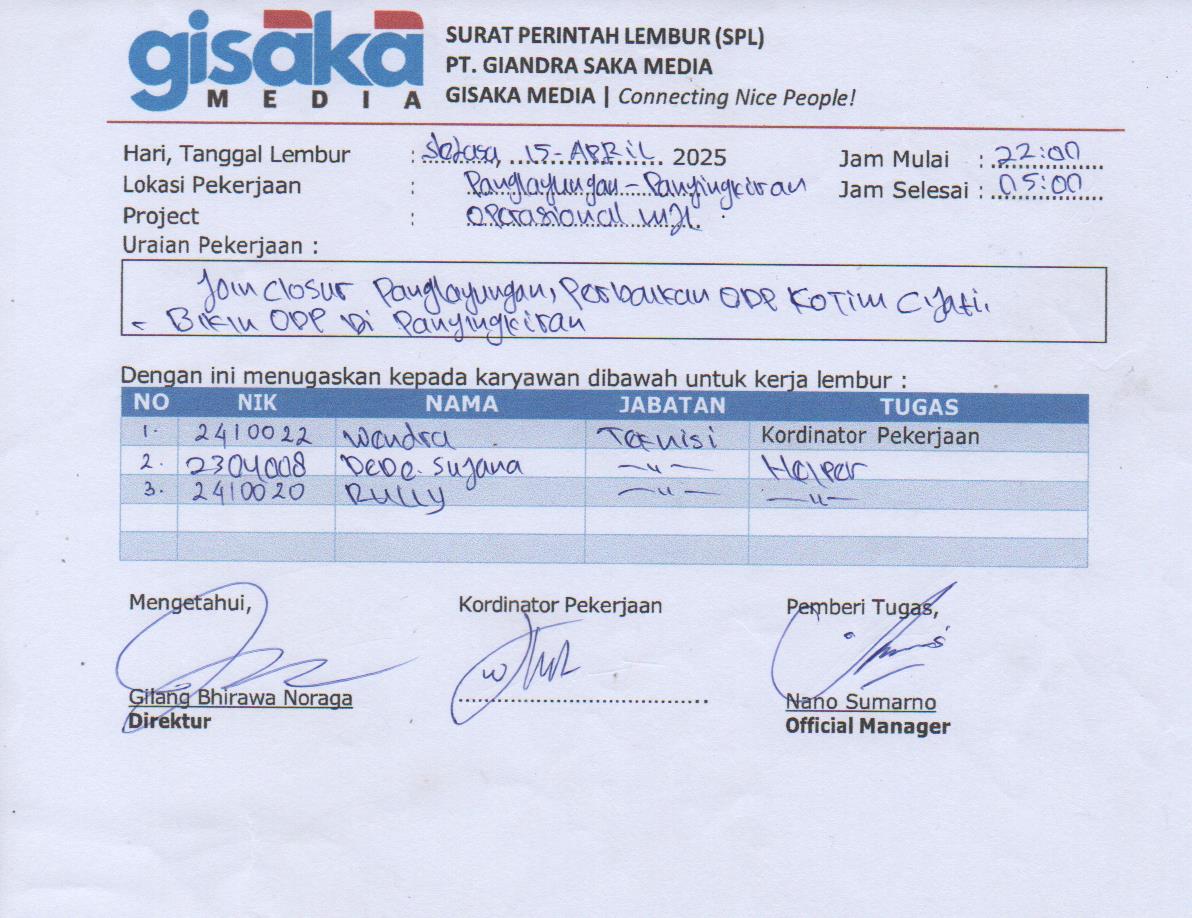 gisaka
MEDIA
SURAT PERINTAH LEMBUR (SPL)
PT. GIANDRA SAKA MEDIA
GISAKA MEDIA | Connecting Nice People!
Hari, Tanggal Lembur : Selasa, 15-APRIL 2025 Jam Mulai : 22:00
Lokasi Pekerjaan : Panglayungan - Panyingkiran Jam Selesai : 05:00
Project : Operasional MJL.
Uraian Pekerjaan :
Join Closur Panglayungan, Perbaikan ODP Kotim Cijati.
- Bikin ODP Di Panyingkiran
Dengan ini menugaskan kepada karyawan dibawah untuk kerja lembur :
NO NIK NAMA JABATAN TUGAS
1. 2410022 Wendra Teknisi Kordinator Pekerjaan
2. 2304008 Dede. Sujana —〃— Helper
3. 2410020 Rully —〃— —〃—
Mengetahui, Kordinator Pekerjaan Pemberi Tugas,
Gilang Bhirawa Noraga Nano Sumarno
Direktur Official Manager